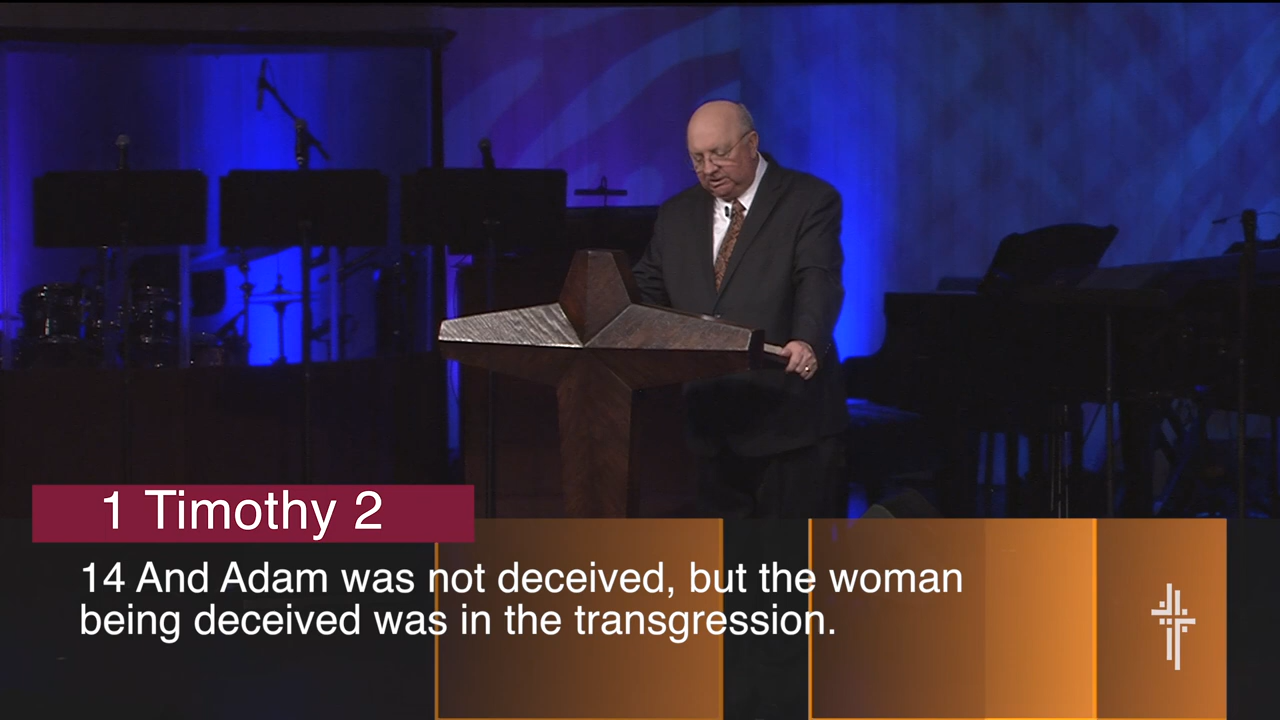 1 Timothy 2
14 And Adam was not deceived, but the woman
being deceived was in the transgression.